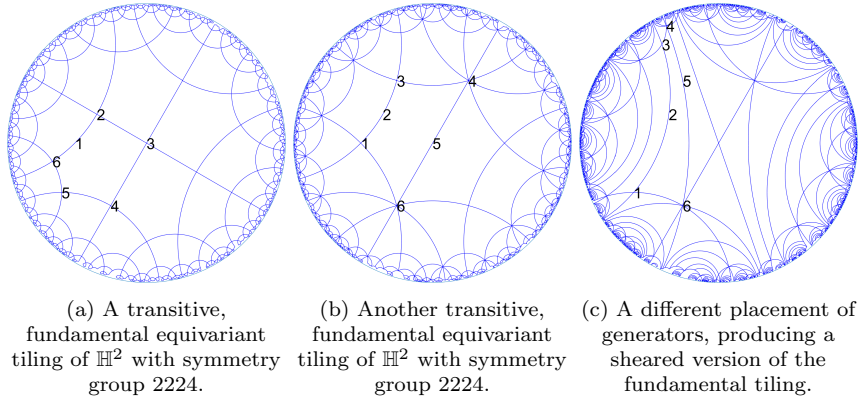 2
1
3
6
5
4
3
4
2
1
5
6
4
3
5
2
1
6
(a) A transitive,
fundamental equivariant
tiling of ℍ² with symmetry
group 2224.
(b) Another transitive,
fundamental equivariant
tiling of ℍ² with symmetry
group 2224.
(c) A different placement of
generators, producing a
sheared version of the
fundamental tiling.